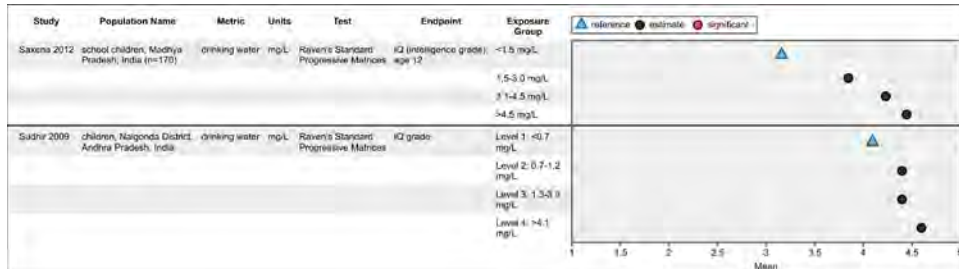 Study Population Name Metric Units Test Endpoint Exposure Group
reference estimate significant
Saxena 2012 school children, Madhya Pradesh, India (n=170) drinking water mg/L Raven's Standard Progressive Matrices IQ (intelligence grade); age 12 <1.5 mg/L
1.5-3.0 mg/L
3.1-4.5 mg/L
>4.5 mg/L
Sudhir 2009 children, Nalgonda District, Andhra Pradesh, India drinking water mg/L Raven's Standard Progressive Matrices IQ grade Level 1: <0.7 mg/L
Level 2: 0.7-1.2 mg/L
Level 3: 1.3-3.9 mg/L
Level 4: >4.1 mg/L
1 1.5 2 2.5 3 3.5 4 4.5 5
Mean